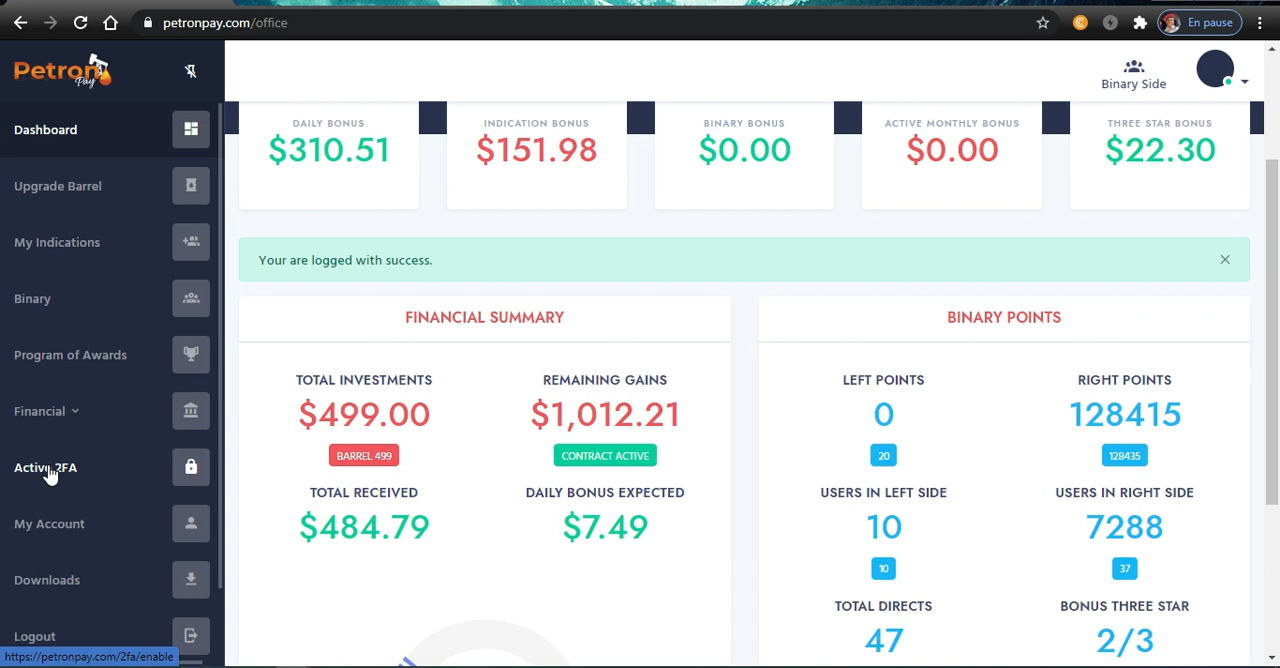 petronpay.com/office
En pause
Petron
Pay
Binary Side
Dashboard
Upgrade Barrel
My Indications
Binary
Program of Awards
Financial
Active 2FA
My Account
Downloads
Logout
https://petronpay.com/2fa/enable
DAILY BONUS
$310.51
INDICATION BONUS
$151.98
BINARY BONUS
$0.00
ACTIVE MONTHLY BONUS
$0.00
THREE STAR BONUS
$22.30
Your are logged with success.
FINANCIAL SUMMARY
TOTAL INVESTMENTS
$499.00
BARREL 499
REMAINING GAINS
$1,012.21
CONTRACT ACTIVE
TOTAL RECEIVED
$484.79
DAILY BONUS EXPECTED
$7.49
BINARY POINTS
LEFT POINTS
0
20
RIGHT POINTS
128415
128435
USERS IN LEFT SIDE
10
10
USERS IN RIGHT SIDE
7288
37
TOTAL DIRECTS
47
BONUS THREE STAR
2/3